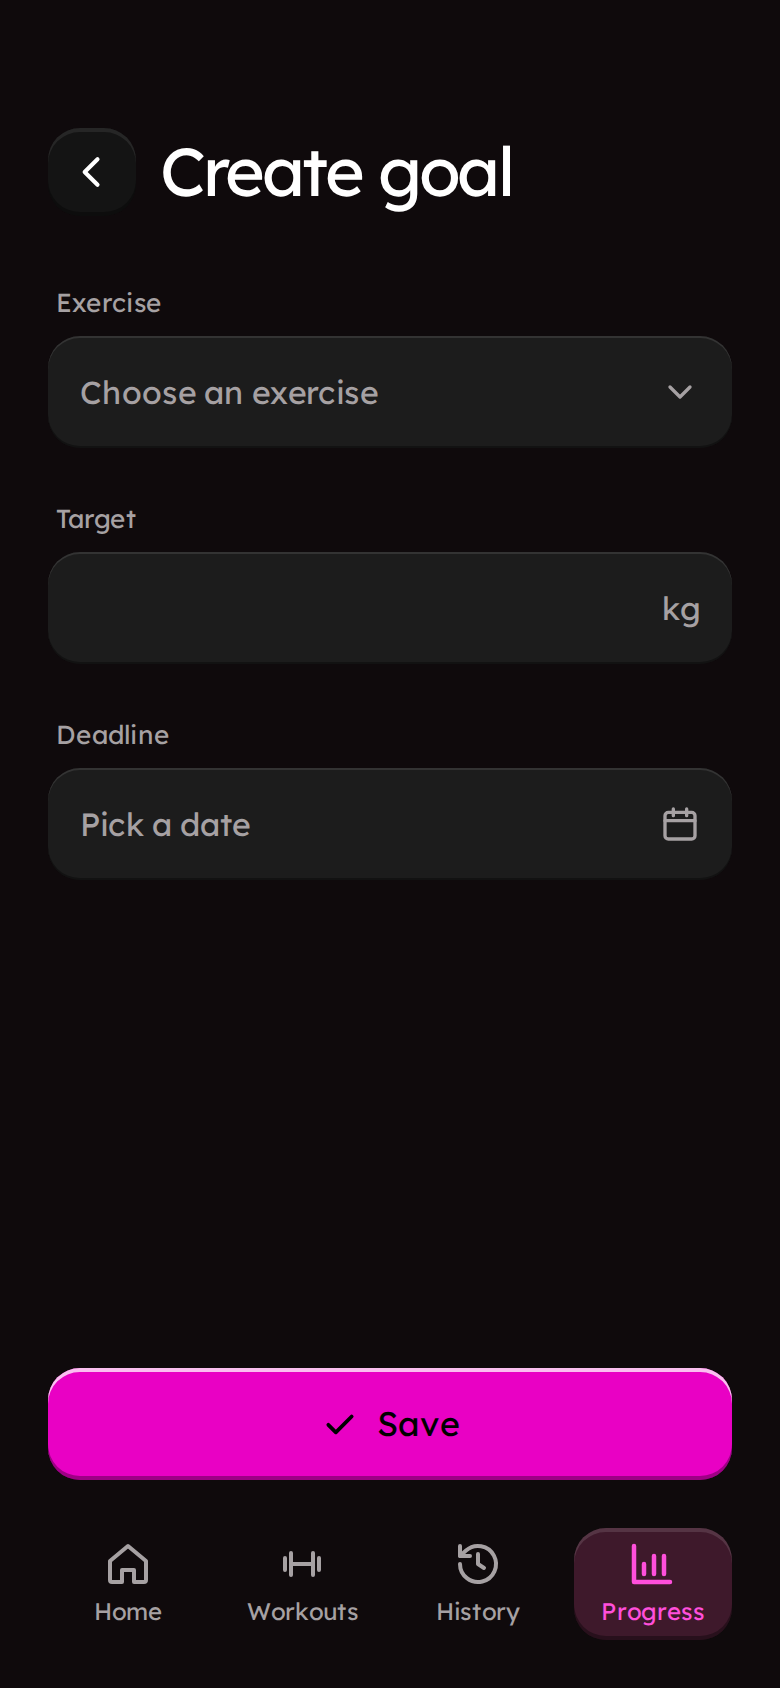 Create goal
Exercise
Choose an exercise
Target
kg
Deadline
Pick a date
Save
Home
Workouts
History
Progress